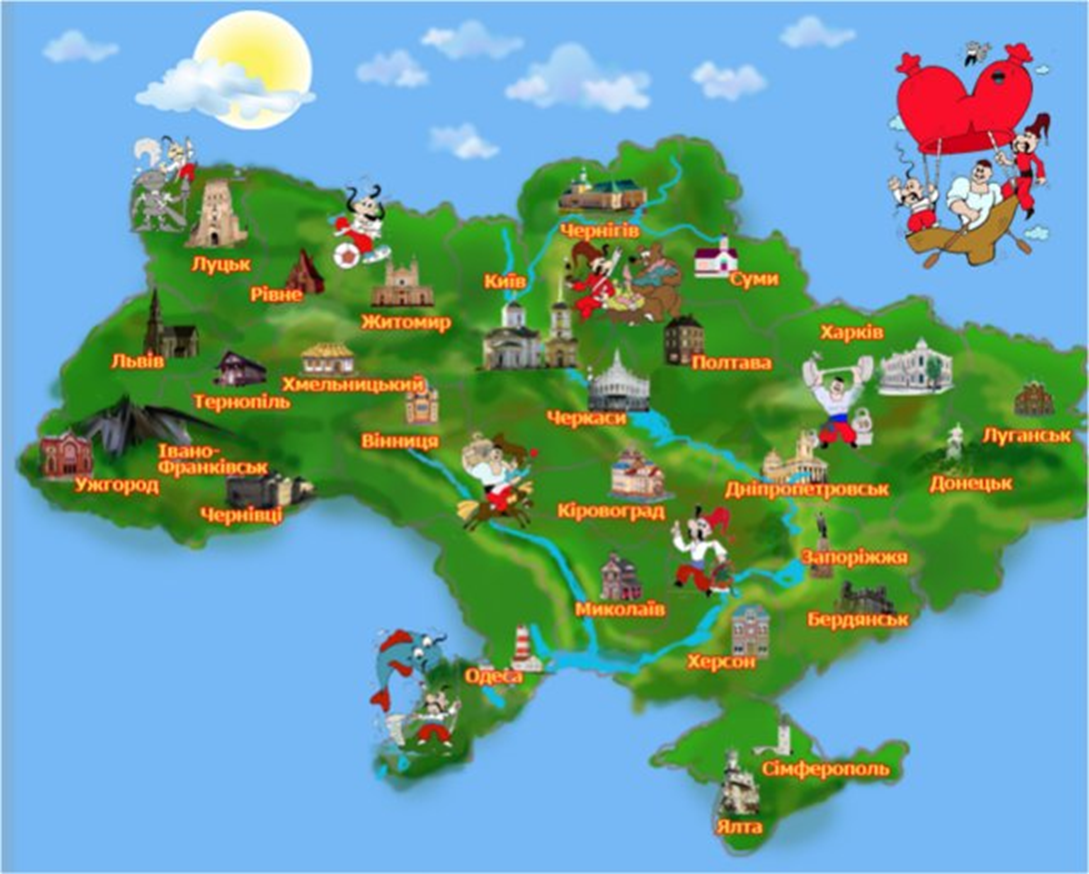 Чернігів
Луцьк
Суми
Київ
Рівне
Житомир
Харків
Львів
Полтава
Хмельницький
Тернопіль
Черкаси
Вінниця
Луганськ
Івано-
Франківськ
Ужгород
Донецьк
Дніпропетровськ
Чернівці
Кіровоград
Запоріжжя
Миколаїв
Бердянськ
Херсон
Одеса
Сімферополь
Ялта